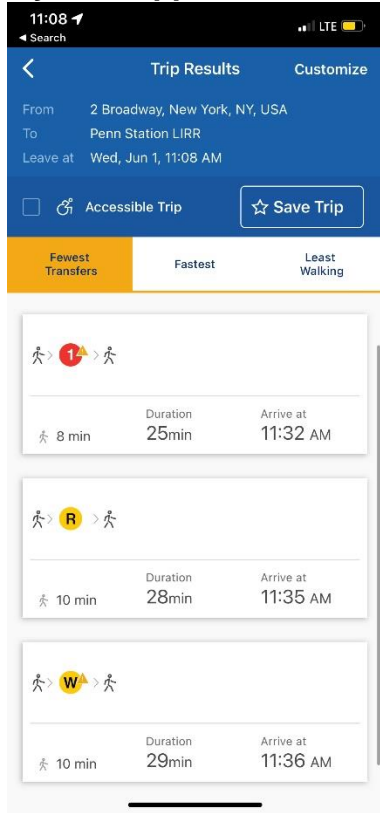 11:08 LTE
Search
Trip Results Customize
From 2 Broadway, New York, NY, USA
To Penn Station LIRR
Leave at Wed, Jun 1, 11:08 AM
Accessible Trip Save Trip
Fewest Transfers Fastest Least Walking
1
Duration Arrive at
8 min 25min 11:32 AM
R
Duration Arrive at
10 min 28min 11:35 AM
W
Duration Arrive at
10 min 29min 11:36 AM